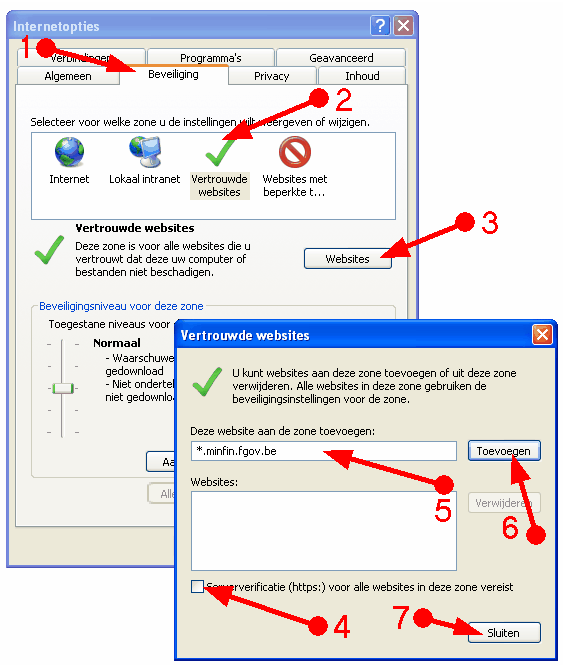 Internetopties
1
Verbindingen Programma's Geavanceerd
Algemeen Beveiliging Privacy Inhoud
2
Selecteer voor welke zone u de instellingen wilt weergeven of wijzigen.
Internet Lokaal intranet Vertrouwde websites Websites met beperkte t...
3
Vertrouwde websites
Deze zone is voor alle websites die u
vertrouwt dat deze uw computer of
bestanden niet beschadigen.
Websites
Beveiligingsniveau voor deze zone
Toegestane niveaus voor
Normaal
- Waarschuwe
gedownload
- Niet ondertel
niet gedownloa
Aa
Alle
Vertrouwde websites
U kunt websites aan deze zone toevoegen of uit deze zone
verwijderen. Alle websites in deze zone gebruiken de
beveiligingsinstellingen voor de zone.
Deze website aan de zone toevoegen:
*.minfin.fgov.be
Toevoegen
5
Websites:
Verwijderen
6
Serververificatie (https:) voor alle websites in deze zone vereist
4
7
Sluiten